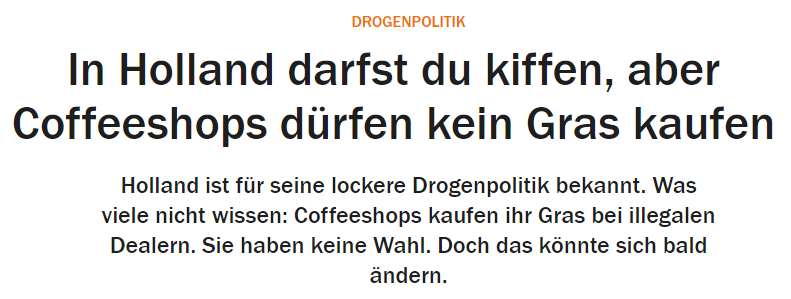 DROGENPOLITIK
In Holland darfst du kiffen, aber
Coffeeshops dürfen kein Gras kaufen
Holland ist für seine lockere Drogenpolitik bekannt. Was
viele nicht wissen: Coffeeshops kaufen ihr Gras bei illegalen
Dealern. Sie haben keine Wahl. Doch das könnte sich bald
ändern.